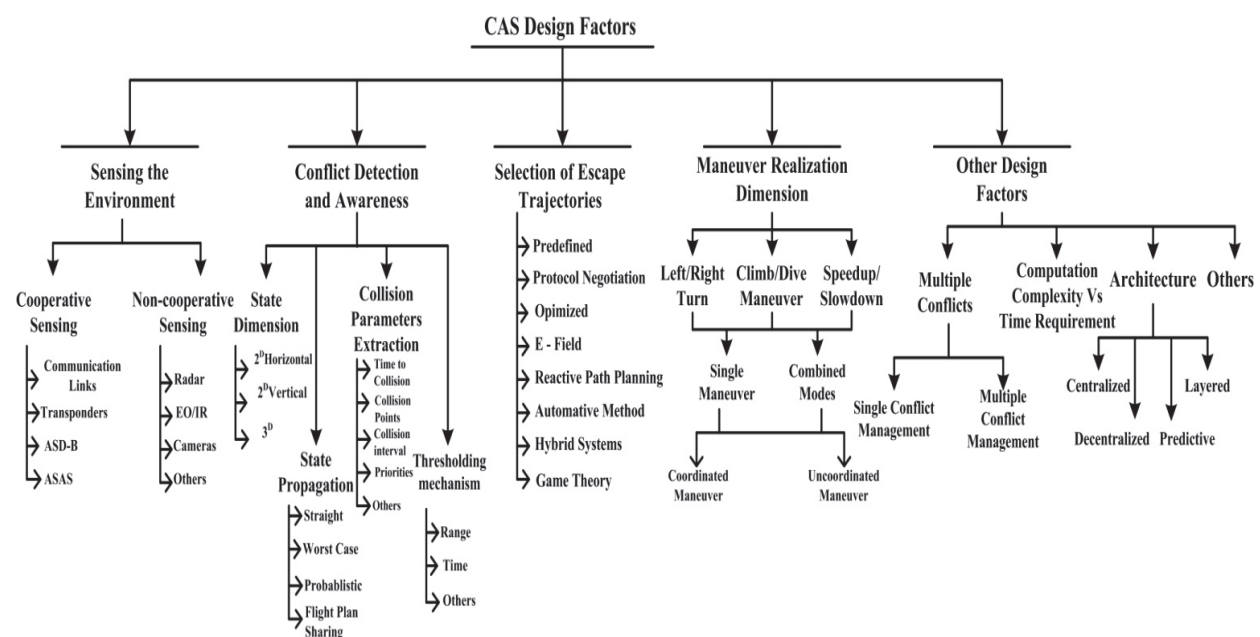 CAS Design Factors
Sensing the
Environment
Cooperative
Sensing
Communication
Links
Transponders
ASD-B
ASAS
Non-cooperative
Sensing
Radar
EO/IR
Cameras
Others
Conflict Detection
and Awareness
State
Dimension
2ᴰHorizontal
2ᴰVertical
3ᴰ
State
Propagation
Straight
Worst Case
Probablistic
Flight Plan
Sharing
Collision
Parameters
Extraction
Time to
Collision
Collision
Points
Collision
interval
Priorities
Others
Thresholding
mechanism
Range
Time
Others
Selection of Escape
Trajectories
Predefined
Protocol Negotiation
Opimized
E - Field
Reactive Path Planning
Automative Method
Hybrid Systems
Game Theory
Maneuver Realization
Dimension
Left/Right
Turn
Climb/Dive
Maneuver
Speedup/
Slowdown
Single
Maneuver
Combined
Modes
Coordinated
Maneuver
Uncoordinated
Maneuver
Other Design
Factors
Multiple
Conflicts
Single Conflict
Management
Multiple
Conflict
Management
Computation
Complexity Vs
Time Requirement
Architecture
Centralized
Decentralized
Predictive
Layered
Others